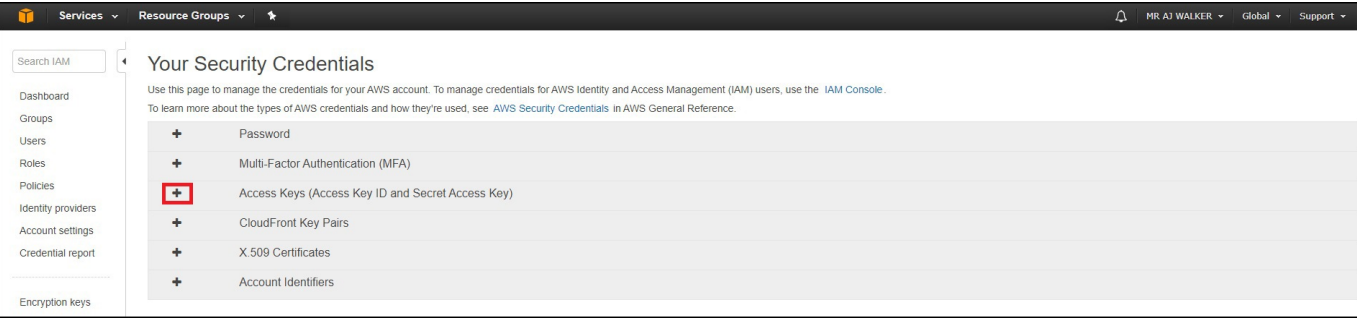 Services Resource Groups MR AJ WALKER Global Support
Search IAM
Dashboard
Groups
Users
Roles
Policies
Identity providers
Account settings
Credential report
Encryption keys
Your Security Credentials
Use this page to manage the credentials for your AWS account. To manage credentials for AWS Identity and Access Management (IAM) users, use the IAM Console.
To learn more about the types of AWS credentials and how they're used, see AWS Security Credentials in AWS General Reference.
Password
Multi-Factor Authentication (MFA)
Access Keys (Access Key ID and Secret Access Key)
CloudFront Key Pairs
X.509 Certificates
Account Identifiers